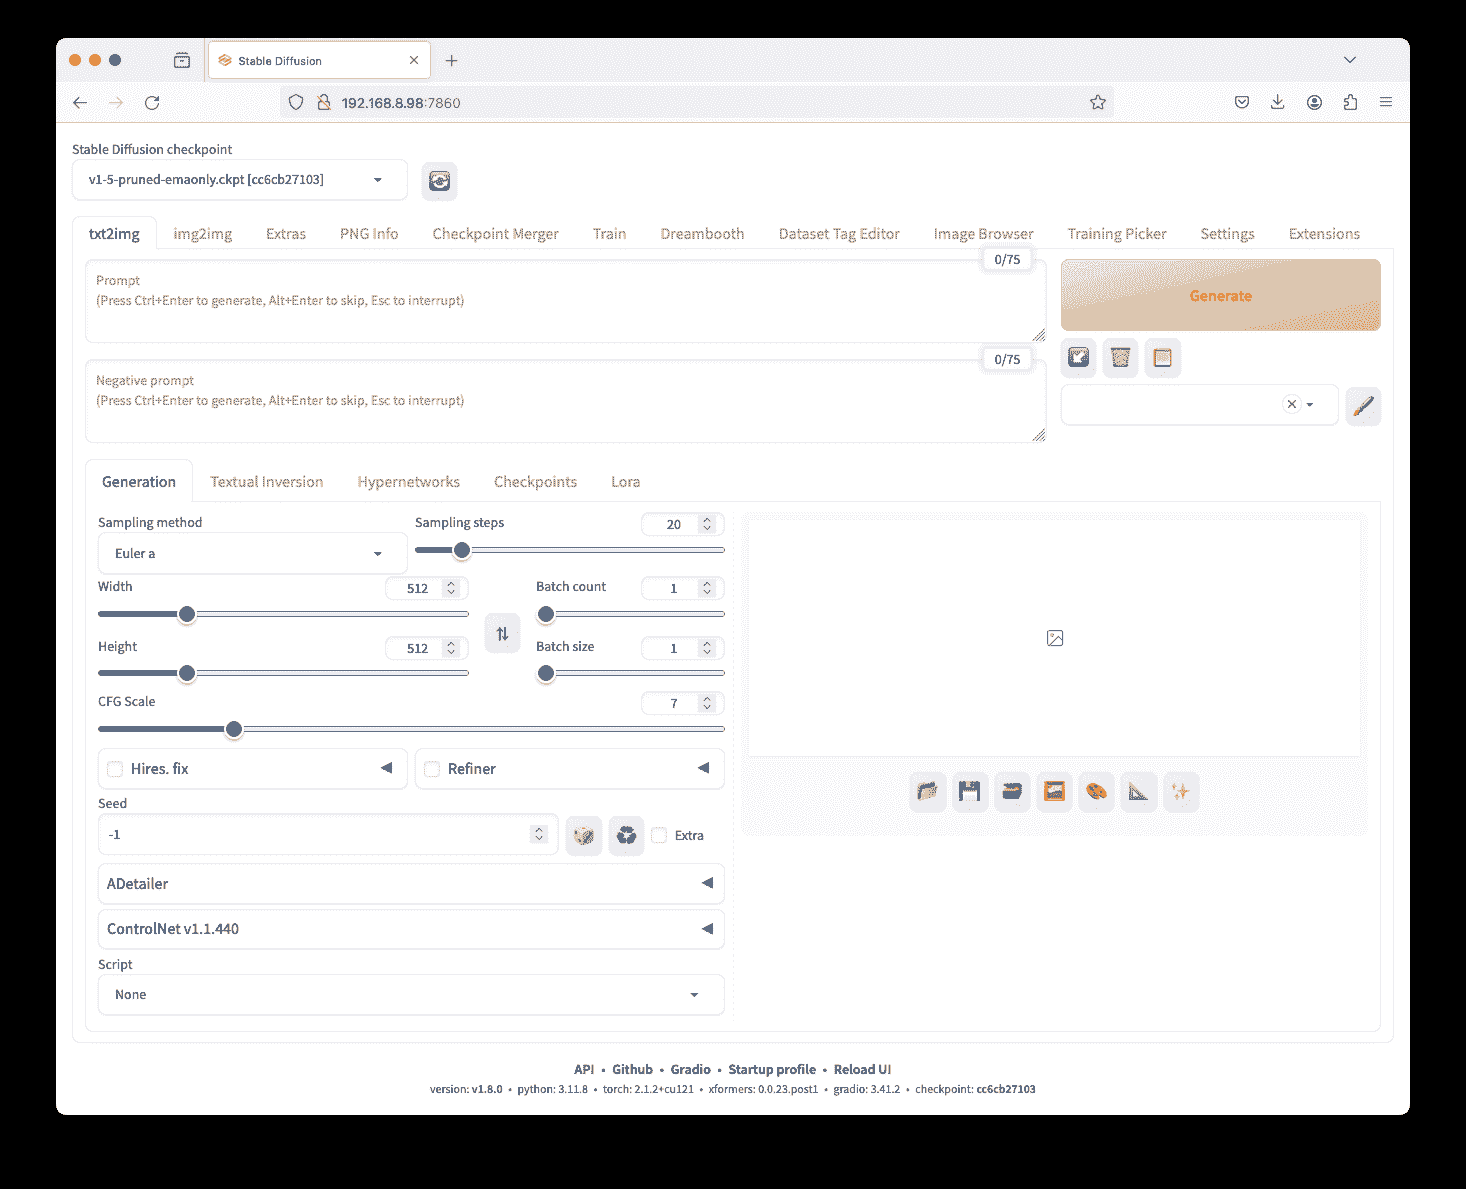 Stable Diffusion
192.168.8.98:7860
Stable Diffusion checkpoint
v1-5-pruned-emaonly.ckpt [cc6cb27103]
txt2img img2img Extras PNG Info Checkpoint Merger Train Dreambooth Dataset Tag Editor Image Browser Training Picker Settings Extensions
0/75
Prompt
(Press Ctrl+Enter to generate, Alt+Enter to skip, Esc to interrupt)
Generate
0/75
Negative prompt
(Press Ctrl+Enter to generate, Alt+Enter to skip, Esc to interrupt)
Generation Textual Inversion Hypernetworks Checkpoints Lora
Sampling method
Euler a
Sampling steps 20
Width 512
Batch count 1
Height 512
Batch size 1
CFG Scale 7
Hires. fix
Refiner
Seed
-1
Extra
ADetailer
ControlNet v1.1.440
Script
None
API • Github • Gradio • Startup profile • Reload UI
version: v1.8.0 • python: 3.11.8 • torch: 2.1.2+cu121 • xformers: 0.0.23.post1 • gradio: 3.41.2 • checkpoint: cc6cb27103